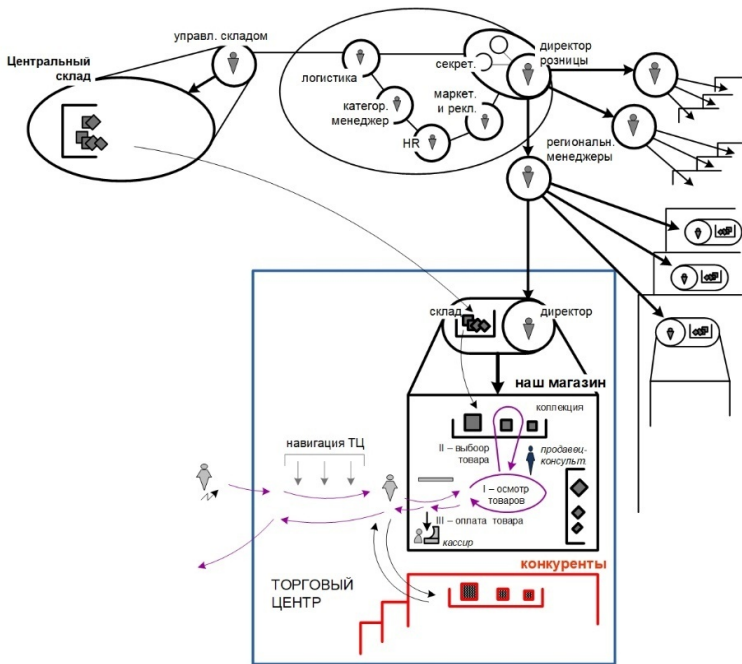 управл. складом
Центральный
склад
логистика
категор.
менеджер
HR
маркет.
и рекл.
секрет.
директор
розницы
региональн.
менеджеры
склад
директор
наш магазин
коллекция
II – выбоор
товара
продавец-
консульт.
I – осмотр
товаров
III – оплата товара
кассир
навигация ТЦ
конкуренты
ТОРГОВЫЙ
ЦЕНТР